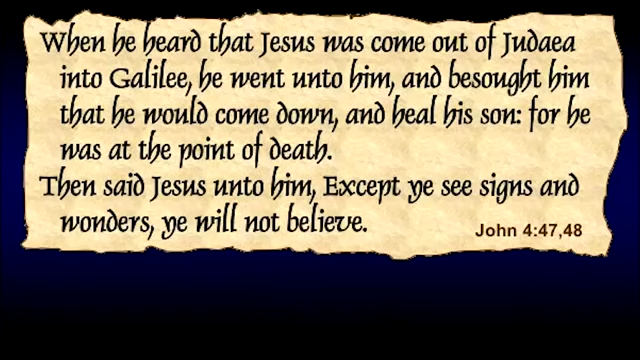 When he heard that Jesus was come out of Judaea
into Galilee, he went unto him, and besought him
that he would come down, and heal his son: for he
was at the point of death.
Then said Jesus unto him, Except ye see signs and
wonders, ye will not believe.
John 4:47,48